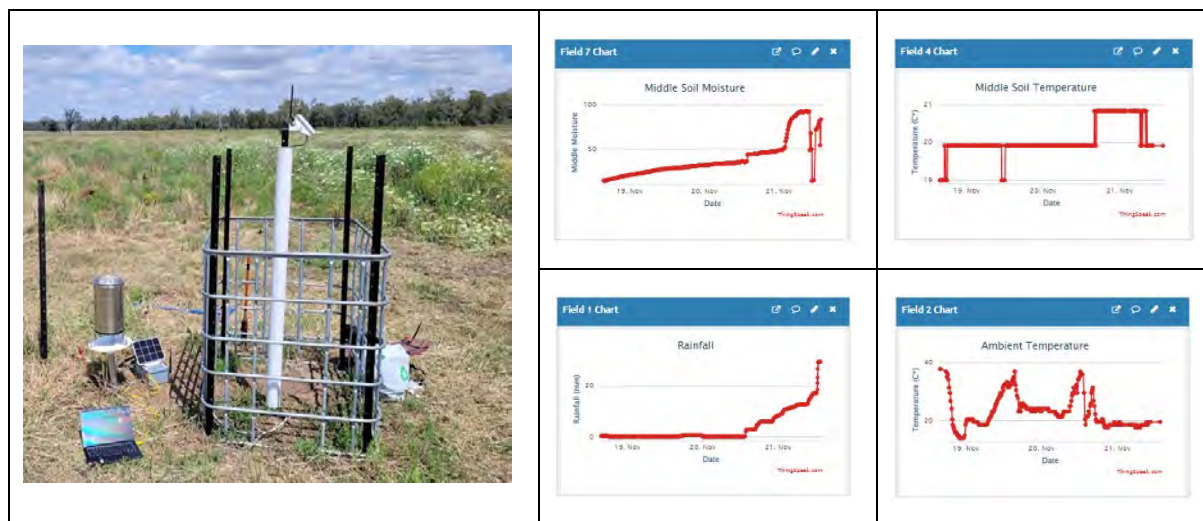 Field 7 Chart
Middle Soil Moisture
Middle Moisture
100
50
19. Nov
20. Nov
21. Nov
Date
ThingSpeak.com
Field 4 Chart
Middle Soil Temperature
Temperature (C°)
21
20
19
19. Nov
20. Nov
21. Nov
Date
ThingSpeak.com
Field 1 Chart
Rainfall
Rainfall (mm)
20
0
19. Nov
20. Nov
21. Nov
Date
ThingSpeak.com
Field 2 Chart
Ambient Temperature
Temperature (C°)
40
20
19. Nov
20. Nov
21. Nov
Date
ThingSpeak.com